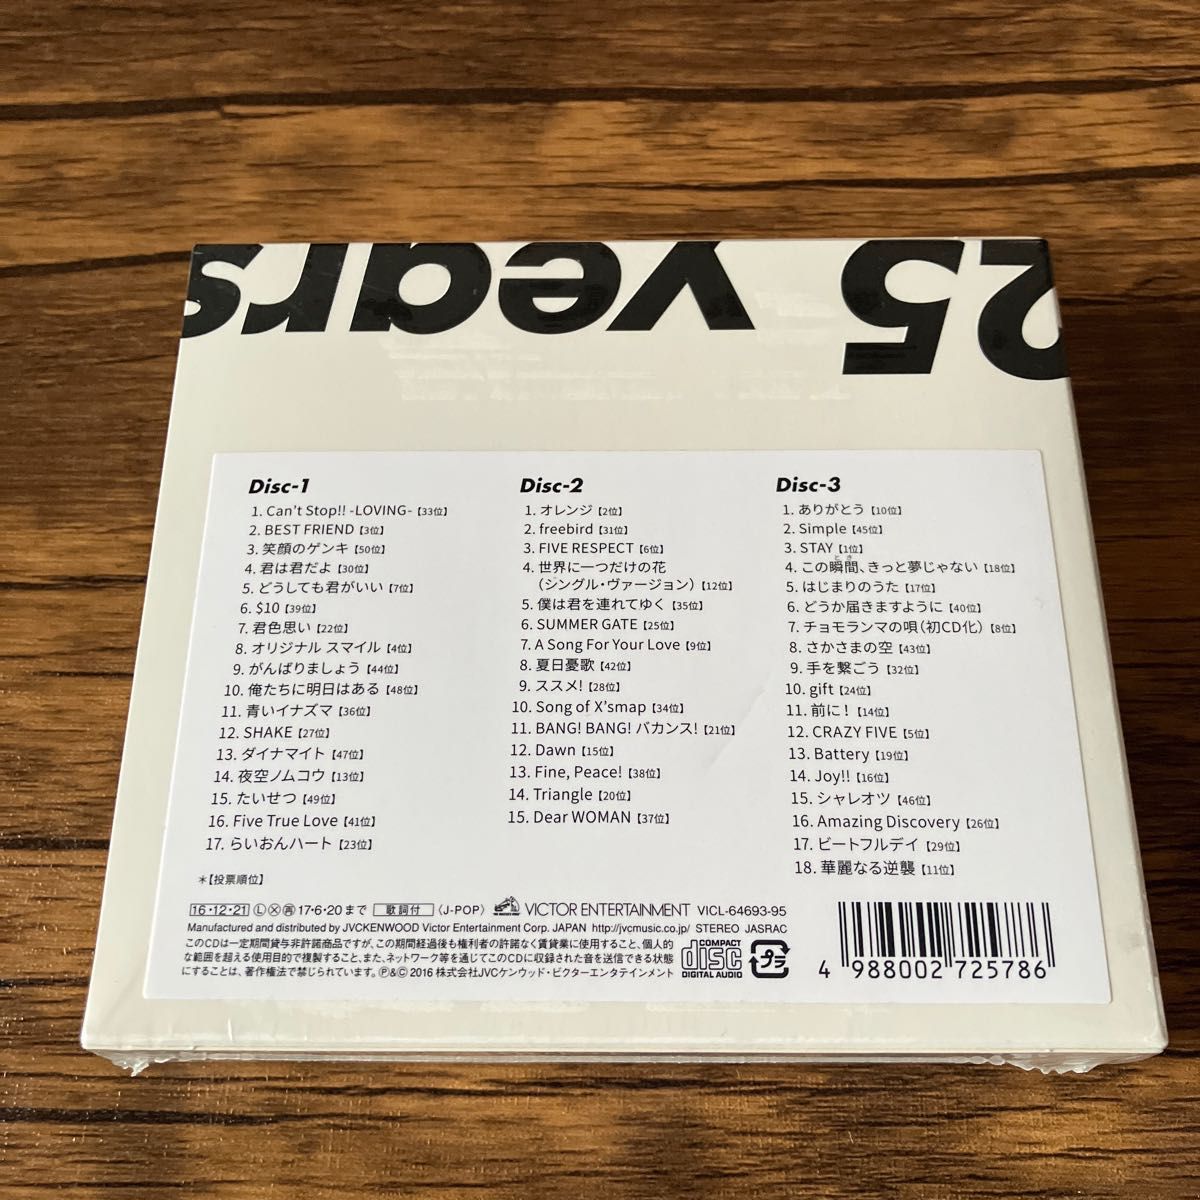 25 years
Disc-1
1. Can't Stop!! -LOVING-【33位】
2. BEST FRIEND【3位】
3. 笑顔のゲンキ【50位】
4. 君は君だよ【30位】
5. どうしても君がいい【7位】
6. $10【39位】
7. 君色思い【22位】
8. オリジナル スマイル【4位】
9. がんばりましょう【44位】
10. 俺たちに明日はある【48位】
11. 青いイナズマ【36位】
12. SHAKE【27位】
13. ダイナマイト【47位】
14. 夜空ノムコウ【13位】
15. たいせつ【49位】
16. Five True Love【41位】
17. らいおんハート【23位】
＊【投票順位】
Disc-2
1. オレンジ【2位】
2. freebird【31位】
3. FIVE RESPECT【6位】
4. 世界に一つだけの花
（シングル・ヴァージョン）【12位】
5. 僕は君を連れてゆく【35位】
6. SUMMER GATE【25位】
7. A Song For Your Love【9位】
8. 夏日憂歌【42位】
9. ススメ!【28位】
10. Song of X'smap【34位】
11. BANG! BANG! バカンス!【21位】
12. Dawn【15位】
13. Fine, Peace!【38位】
14. Triangle【20位】
15. Dear WOMAN【37位】
Disc-3
1. ありがとう【10位】
2. Simple【45位】
3. STAY【1位】
とき
4. この瞬間、きっと夢じゃない【18位】
5. はじまりのうた【17位】
6. どうか届きますように【40位】
7. チョモランマの唄（初CD化）【8位】
8. さかさまの空【43位】
9. 手を繋ごう【32位】
10. gift【24位】
11. 前に！【14位】
12. CRAZY FIVE【5位】
13. Battery【19位】
14. Joy!!【16位】
15. シャレオツ【46位】
16. Amazing Discovery【26位】
17. ビートフルデイ【29位】
18. 華麗なる逆襲【11位】
16・12・21 Ⓛ Ⓧ ㊢ 17・6・20 まで 歌詞付 〈J-POP〉 VICTOR ENTERTAINMENT VICL-64693-95
Manufactured and distributed by JVCKENWOOD Victor Entertainment Corp. JAPAN http://jvcmusic.co.jp/ STEREO JASRAC
このCDは一定期間貸与非許諾商品ですが、この期間経過後も権利者の許諾なく賃貸業に使用すること、個人的
な範囲を超える使用目的で複製すること、また、ネットワーク等を通じてこのCDに収録された音を送信できる状態
にすることは、著作権法で禁じられています。Ⓟ&Ⓒ 2016 株式会社JVCケンウッド・ビクターエンタテインメント
COMPACT
disc
DIGITAL AUDIO
プラ
4 988002 725786